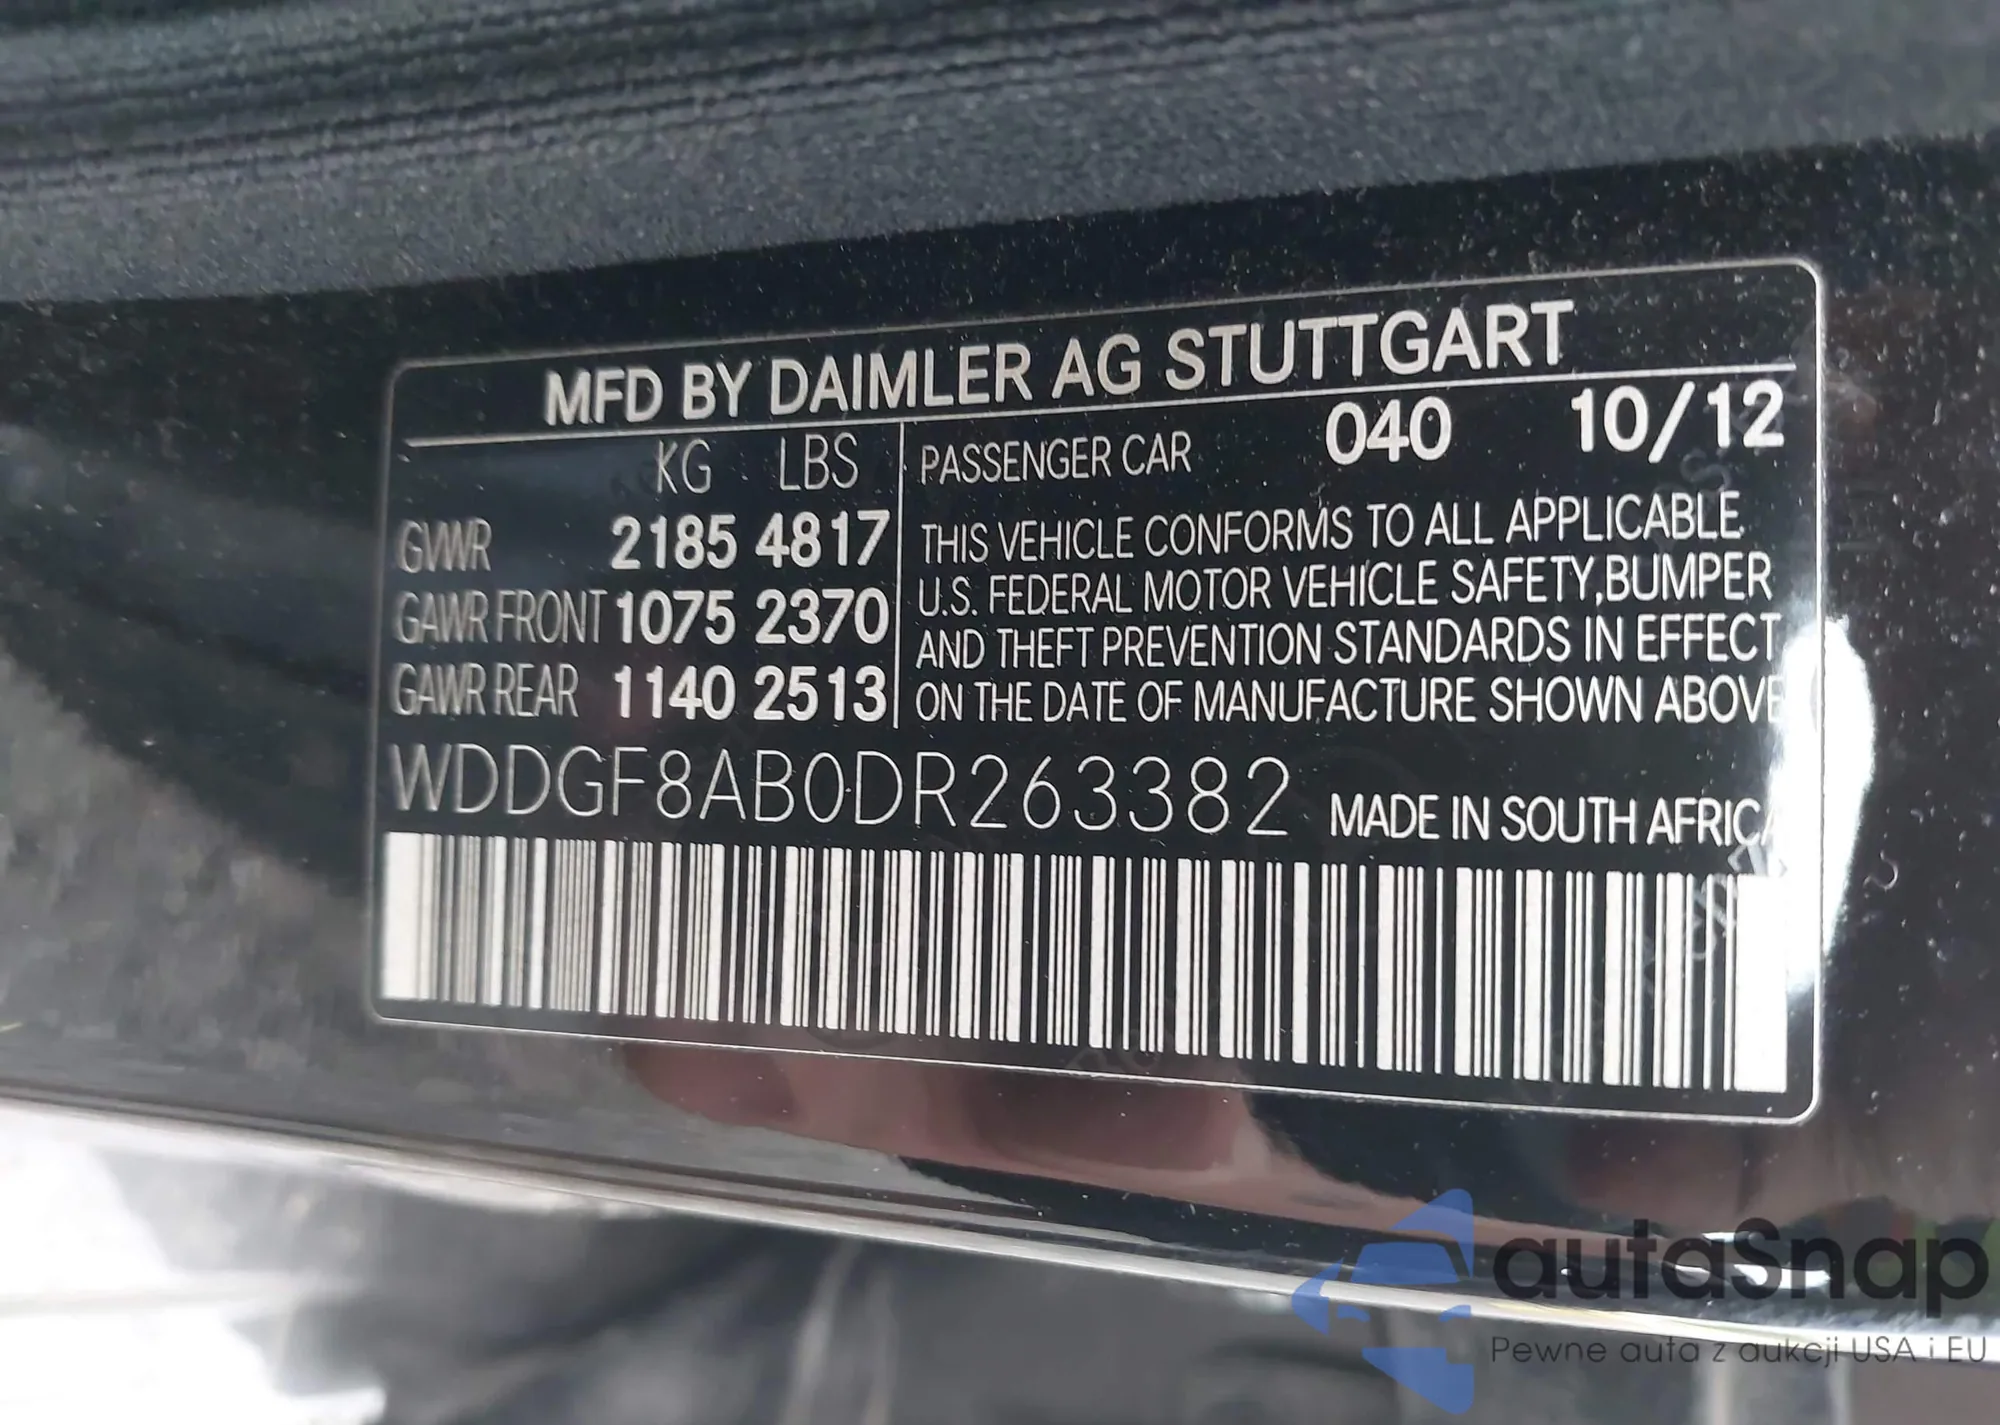 MFD BY DAIMLER AG STUTTGART
KG LBS
GVWR 2185 4817
GAWR FRONT 1075 2370
GAWR REAR 1140 2513
PASSENGER CAR 040 10/12
THIS VEHICLE CONFORMS TO ALL APPLICABLE
U.S. FEDERAL MOTOR VEHICLE SAFETY,BUMPER
AND THEFT PREVENTION STANDARDS IN EFFECT
ON THE DATE OF MANUFACTURE SHOWN ABOVE
WDDGF8AB0DR263382 MADE IN SOUTH AFRICA
autaSnap
Pewne auta z aukcji USA i EU